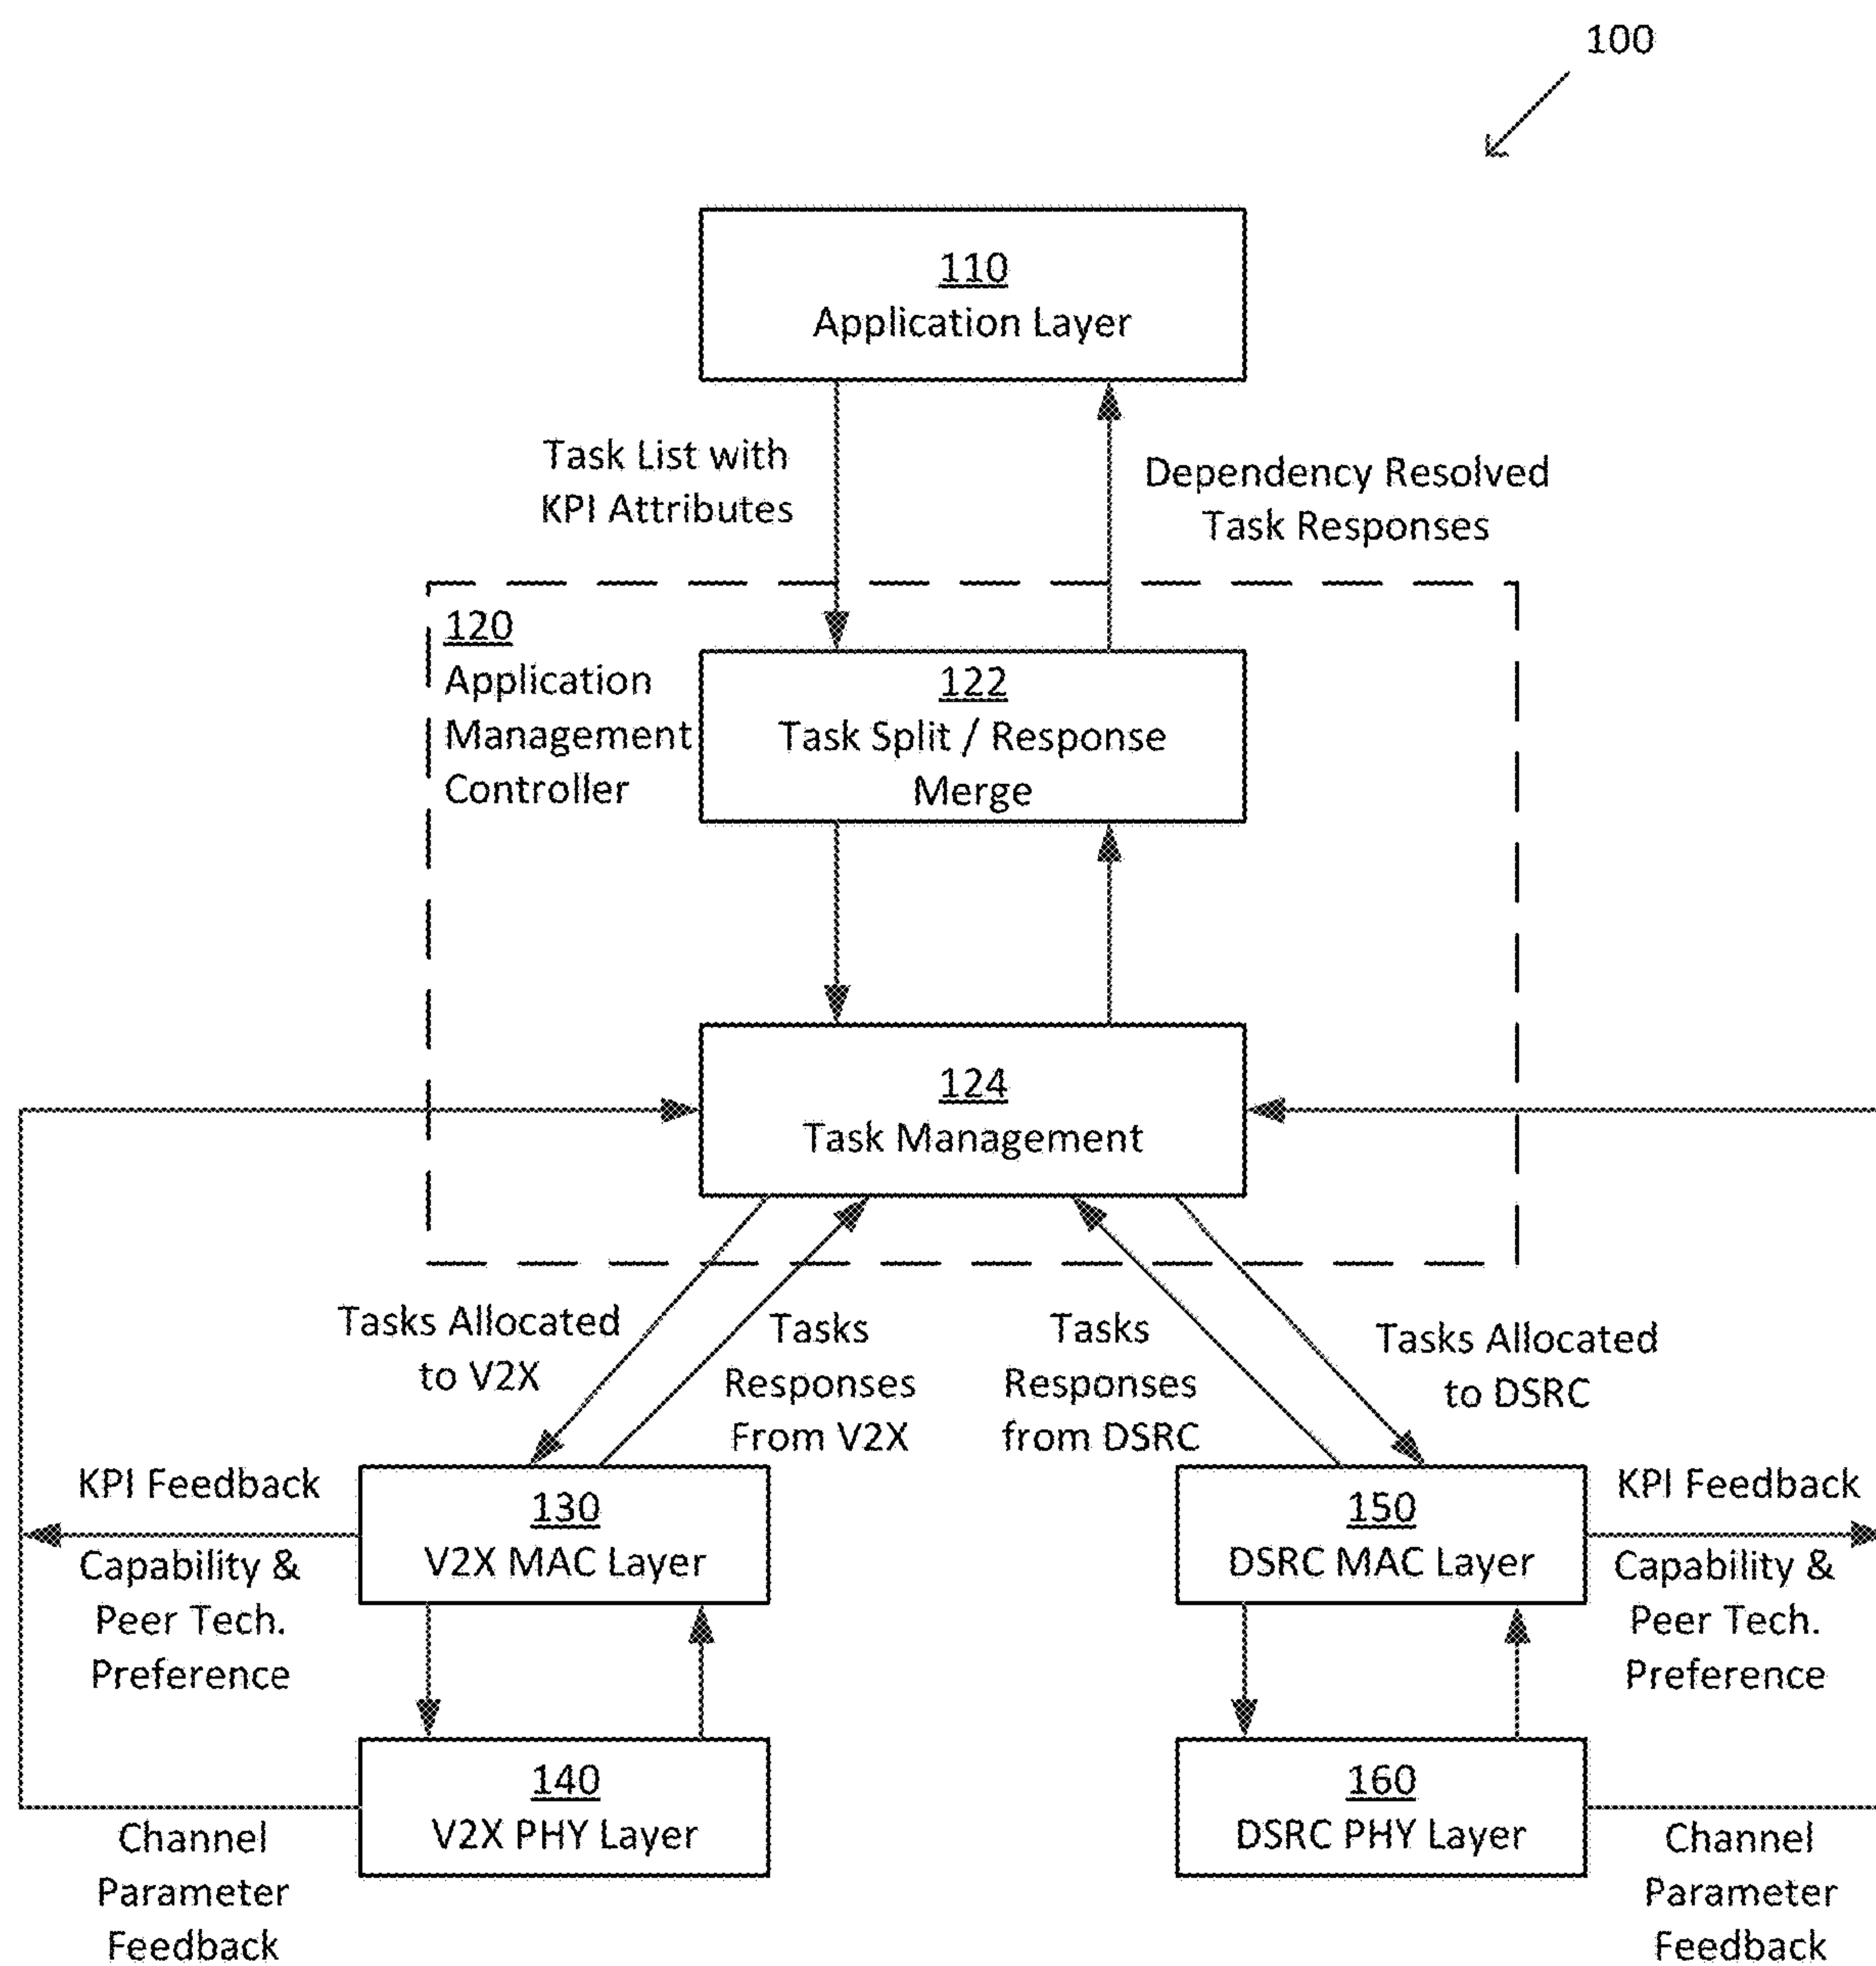 100
110
Application Layer
Task List with
KPI Attributes
Dependency Resolved
Task Responses
120
Application
Management
Controller
122
Task Split / Response
Merge
124
Task Management
Tasks Allocated
to V2X
Tasks
Responses
From V2X
Tasks
Responses
from DSRC
Tasks Allocated
to DSRC
KPI Feedback
Capability &
Peer Tech.
Preference
130
V2X MAC Layer
150
DSRC MAC Layer
KPI Feedback
Capability &
Peer Tech.
Preference
140
V2X PHY Layer
160
DSRC PHY Layer
Channel
Parameter
Feedback
Channel
Parameter
Feedback